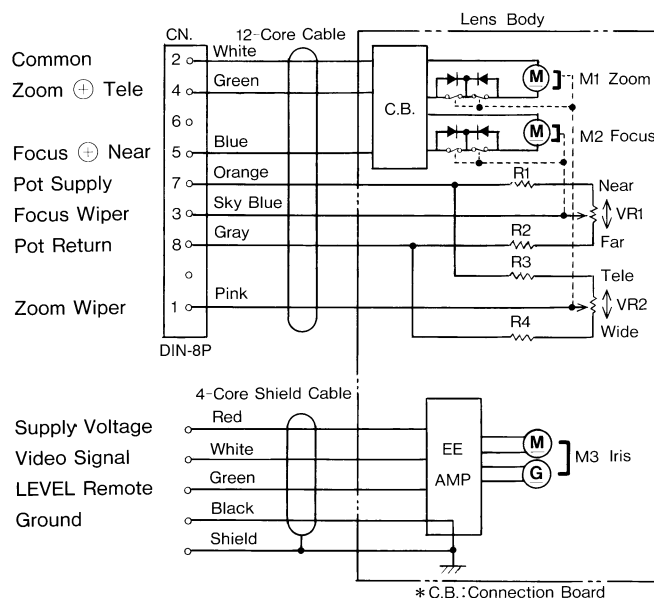 Lens Body
CN. 12-Core Cable
Common 2 White
Zoom ⊕ Tele 4 Green
6
Focus ⊕ Near 5 Blue
Pot Supply 7 Orange
Focus Wiper 3 Sky Blue
Pot Return 8 Gray
Zoom Wiper 1 Pink
DIN-8P
C.B.
M M1 Zoom
M M2 Focus
R1 Near
VR1
R2 Far
R3 Tele
VR2
R4 Wide
4-Core Shield Cable
Supply Voltage Red
Video Signal White
LEVEL Remote Green
Ground Black
Shield
EE
AMP
M
G
M3 Iris
* C.B.: Connection Board